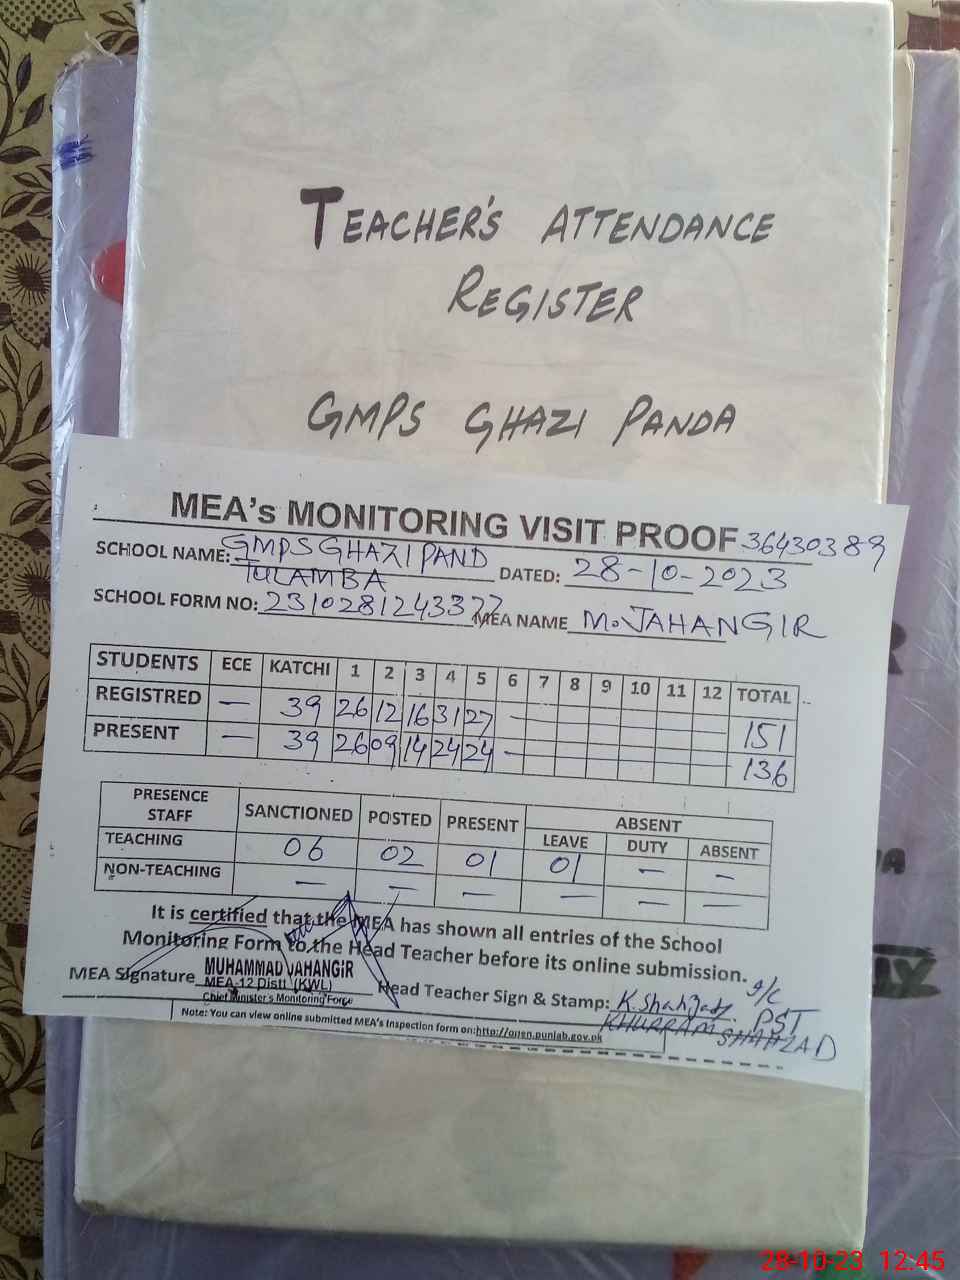 TEACHER'S ATTENDANCE
REGISTER
GMPS GHAZI PANDA
MEA's MONITORING VISIT PROOF 36430389
SCHOOL NAME: GMPS GHAZI PAND
TULAMBA DATED: 28-10-2023
SCHOOL FORM NO: 2310281243377 MEA NAME M. JAHANGIR
STUDENTS ECE KATCHI 1 2 3 4 5 6 7 8 9 10 11 12 TOTAL
REGISTRED — 39 26 12 16 31 27 — 151
PRESENT — 39 26 09 14 24 24 — 136
PRESENCE STAFF SANCTIONED POSTED PRESENT ABSENT
LEAVE DUTY ABSENT
TEACHING 06 02 01 01 — —
NON-TEACHING — — — — — —
It is certified that the MEA has shown all entries of the School
Monitoring Form to the Head Teacher before its online submission.
MEA Signature MUHAMMAD JAHANGIR
MEA-12 Distt (KWL)
Chief Minister's Monitoring Force
Head Teacher Sign & Stamp: K. Shahzad. I/C
PST
KHURRAM SHAHZAD
Note: You can view online submitted MEA's Inspection form on:http://open.punjab.gov.pk
28-10-23 12:45